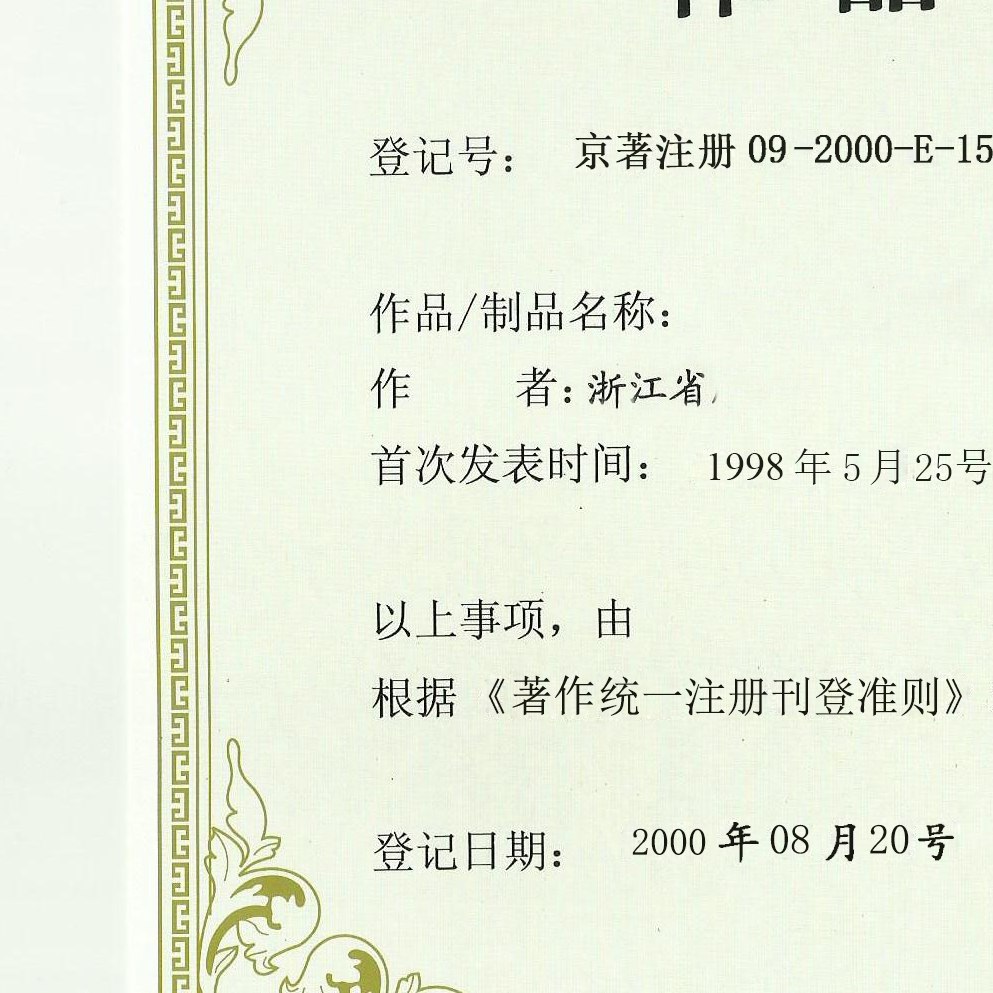 登记号： 京著注册 09-2000-E-15
作品/制品名称：
作 者：浙江省
首次发表时间： 1998 年 5 月 25号
以上事项，由
根据《著作统一注册刊登准则》
登记日期： 2000 年 08 月 20 号